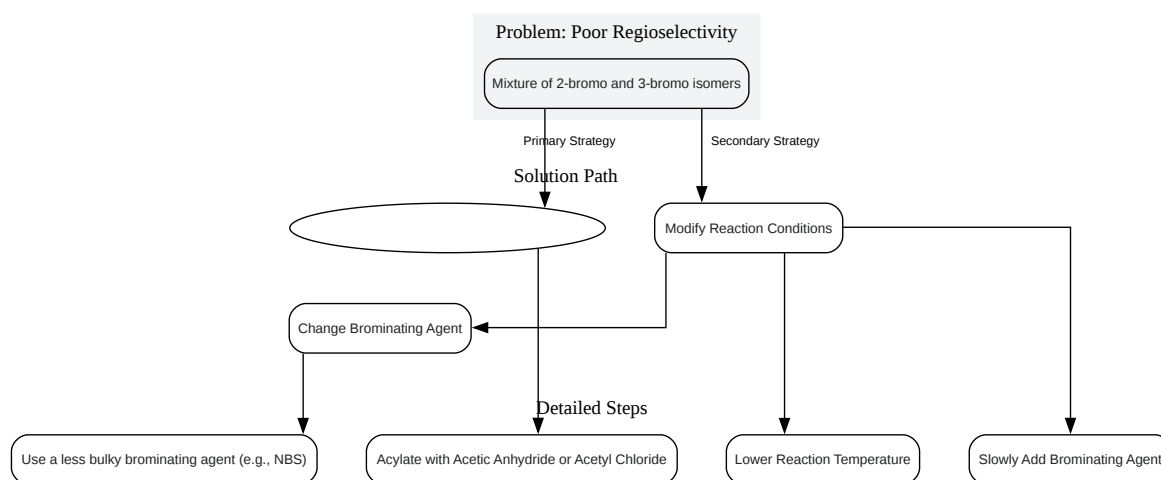 Problem: Poor Regioselectivity
Mixture of 2-bromo and 3-bromo isomers
Primary Strategy
Secondary Strategy
Solution Path
Modify Reaction Conditions
Change Brominating Agent
Detailed Steps
Use a less bulky brominating agent (e.g., NBS)
Acylate with Acetic Anhydride or Acetyl Chloride
Lower Reaction Temperature
Slowly Add Brominating Agent